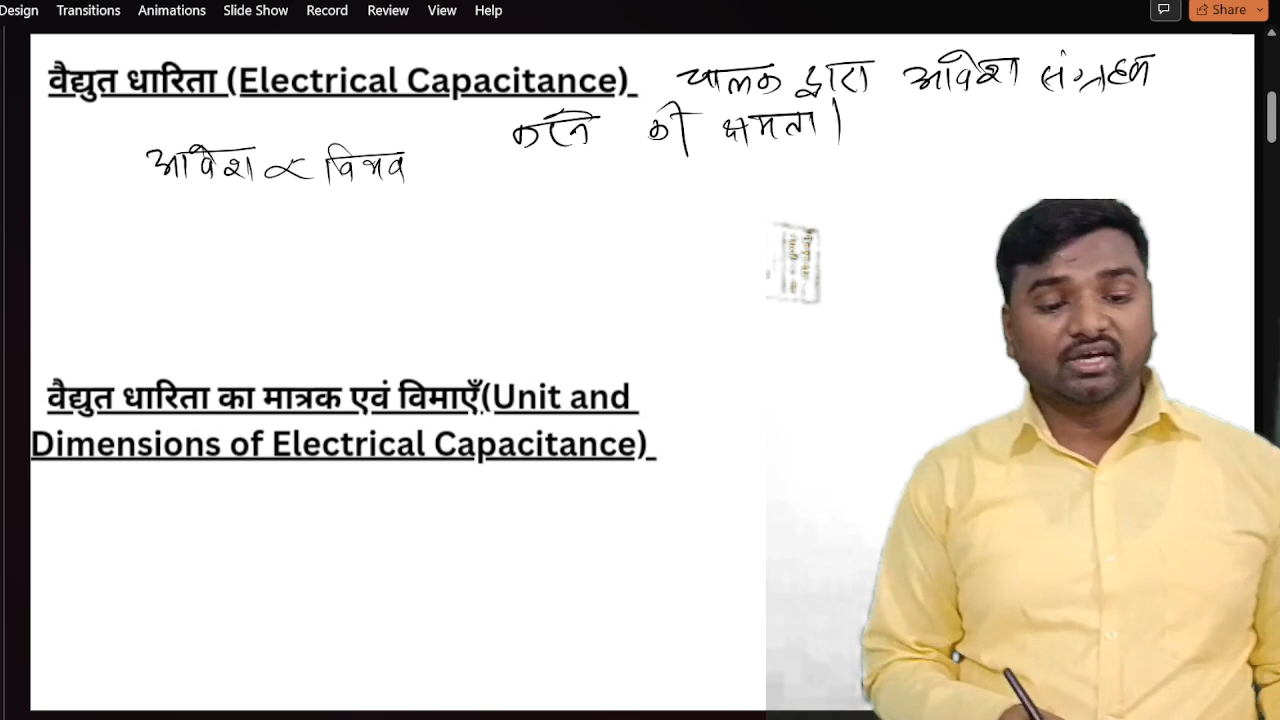 Design Transitions Animations Slide Show Record Review View Help Share
वैद्युत धारिता (Electrical Capacitance) चालक द्वारा आवेश संग्रहण
करने की क्षमता।
आवेश ∝ विभव
वैद्युत धारिता का मात्रक एवं विमाएँ(Unit and
Dimensions of Electrical Capacitance)